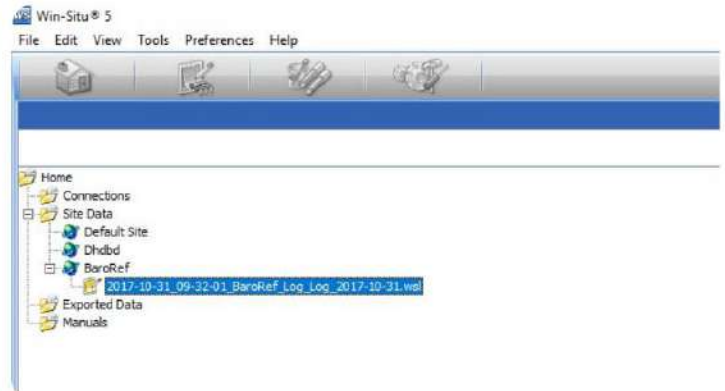 Win-Situ® 5
File Edit View Tools Preferences Help
Home
Connections
Site Data
Default Site
Dhdbd
BaroRef
2017-10-31_09-32-01_BaroRef_Log_Log_2017-10-31.wsl
Exported Data
Manuals